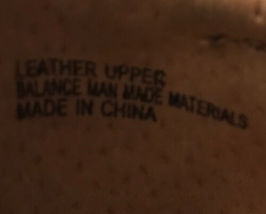 LEATHER UPPER
BALANCE MAN MADE MATERIALS
MADE IN CHINA